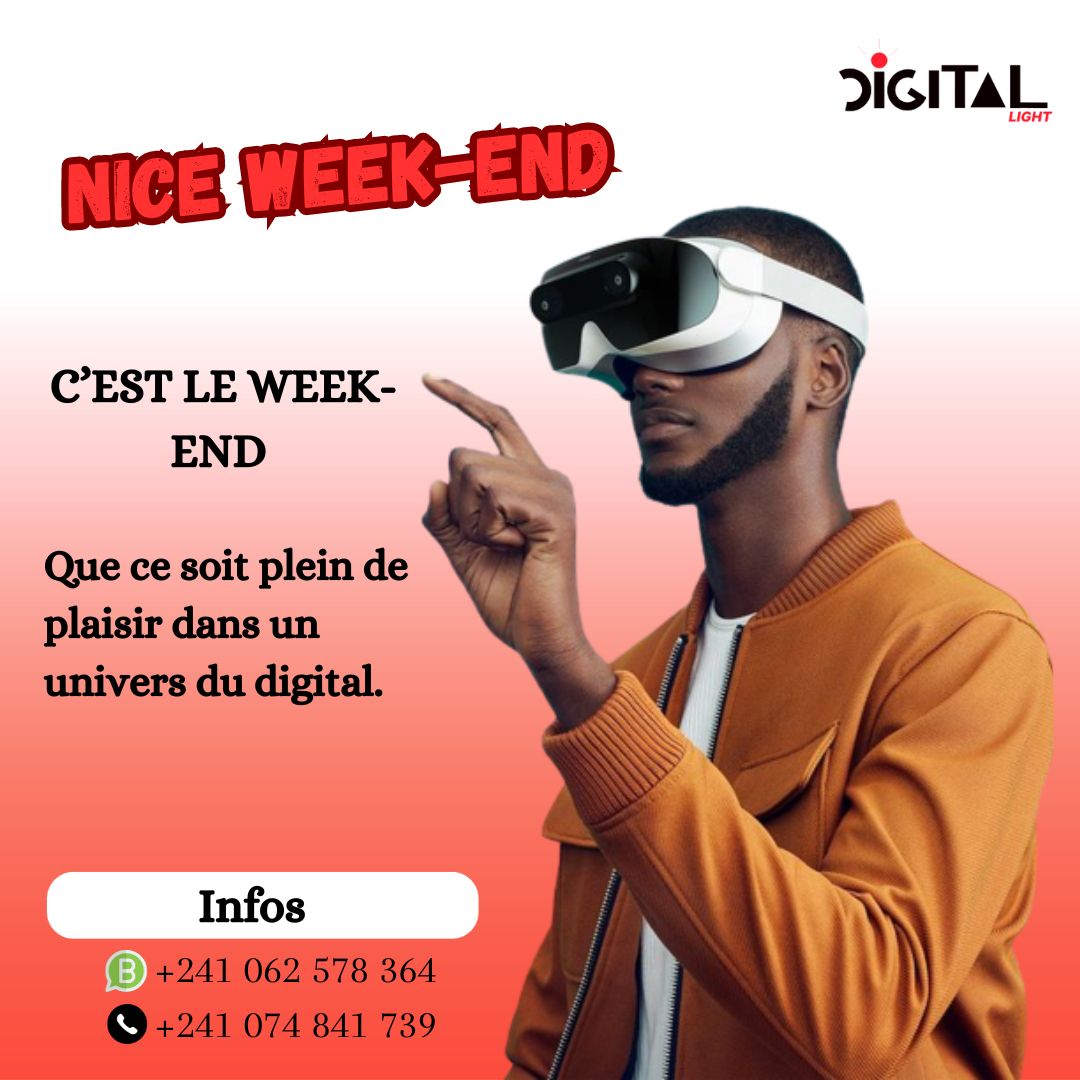 DIGITAL
LIGHT
NICE WEEK-END
C’EST LE WEEK-
END
Que ce soit plein de
plaisir dans un
univers du digital.
Infos
+241 062 578 364
+241 074 841 739